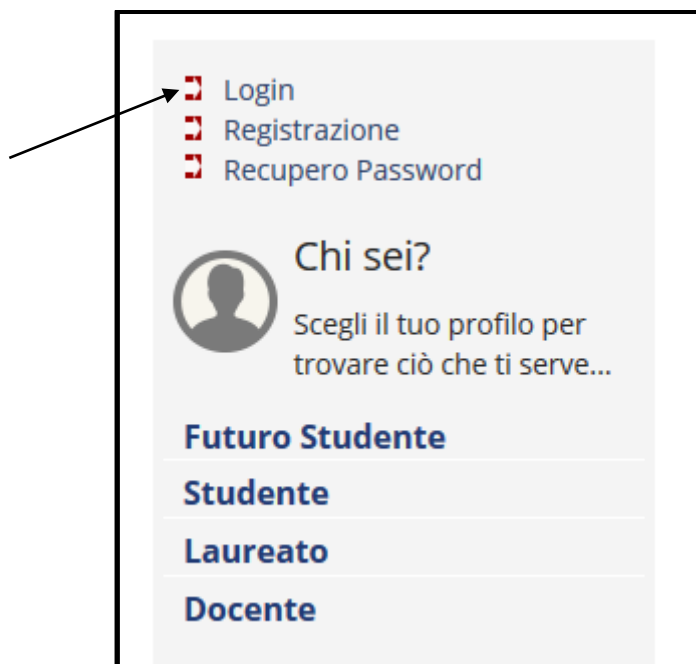 Login
Registrazione
Recupero Password
Chi sei?
Scegli il tuo profilo per
trovare ciò che ti serve...
Futuro Studente
Studente
Laureato
Docente